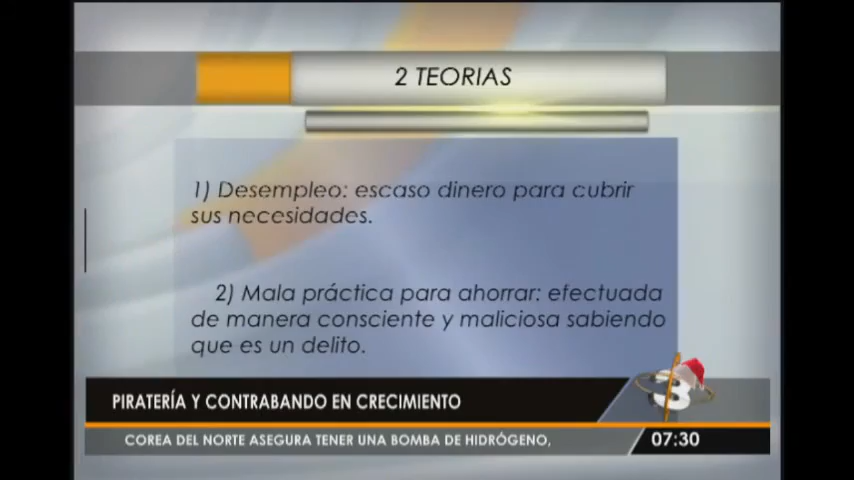 2 TEORIAS
1) Desempleo: escaso dinero para cubrir
sus necesidades.
2) Mala práctica para ahorrar: efectuada
de manera consciente y maliciosa sabiendo
que es un delito.
PIRATERÍA Y CONTRABANDO EN CRECIMIENTO
3
COREA DEL NORTE ASEGURA TENER UNA BOMBA DE HIDRÓGENO,
07:30